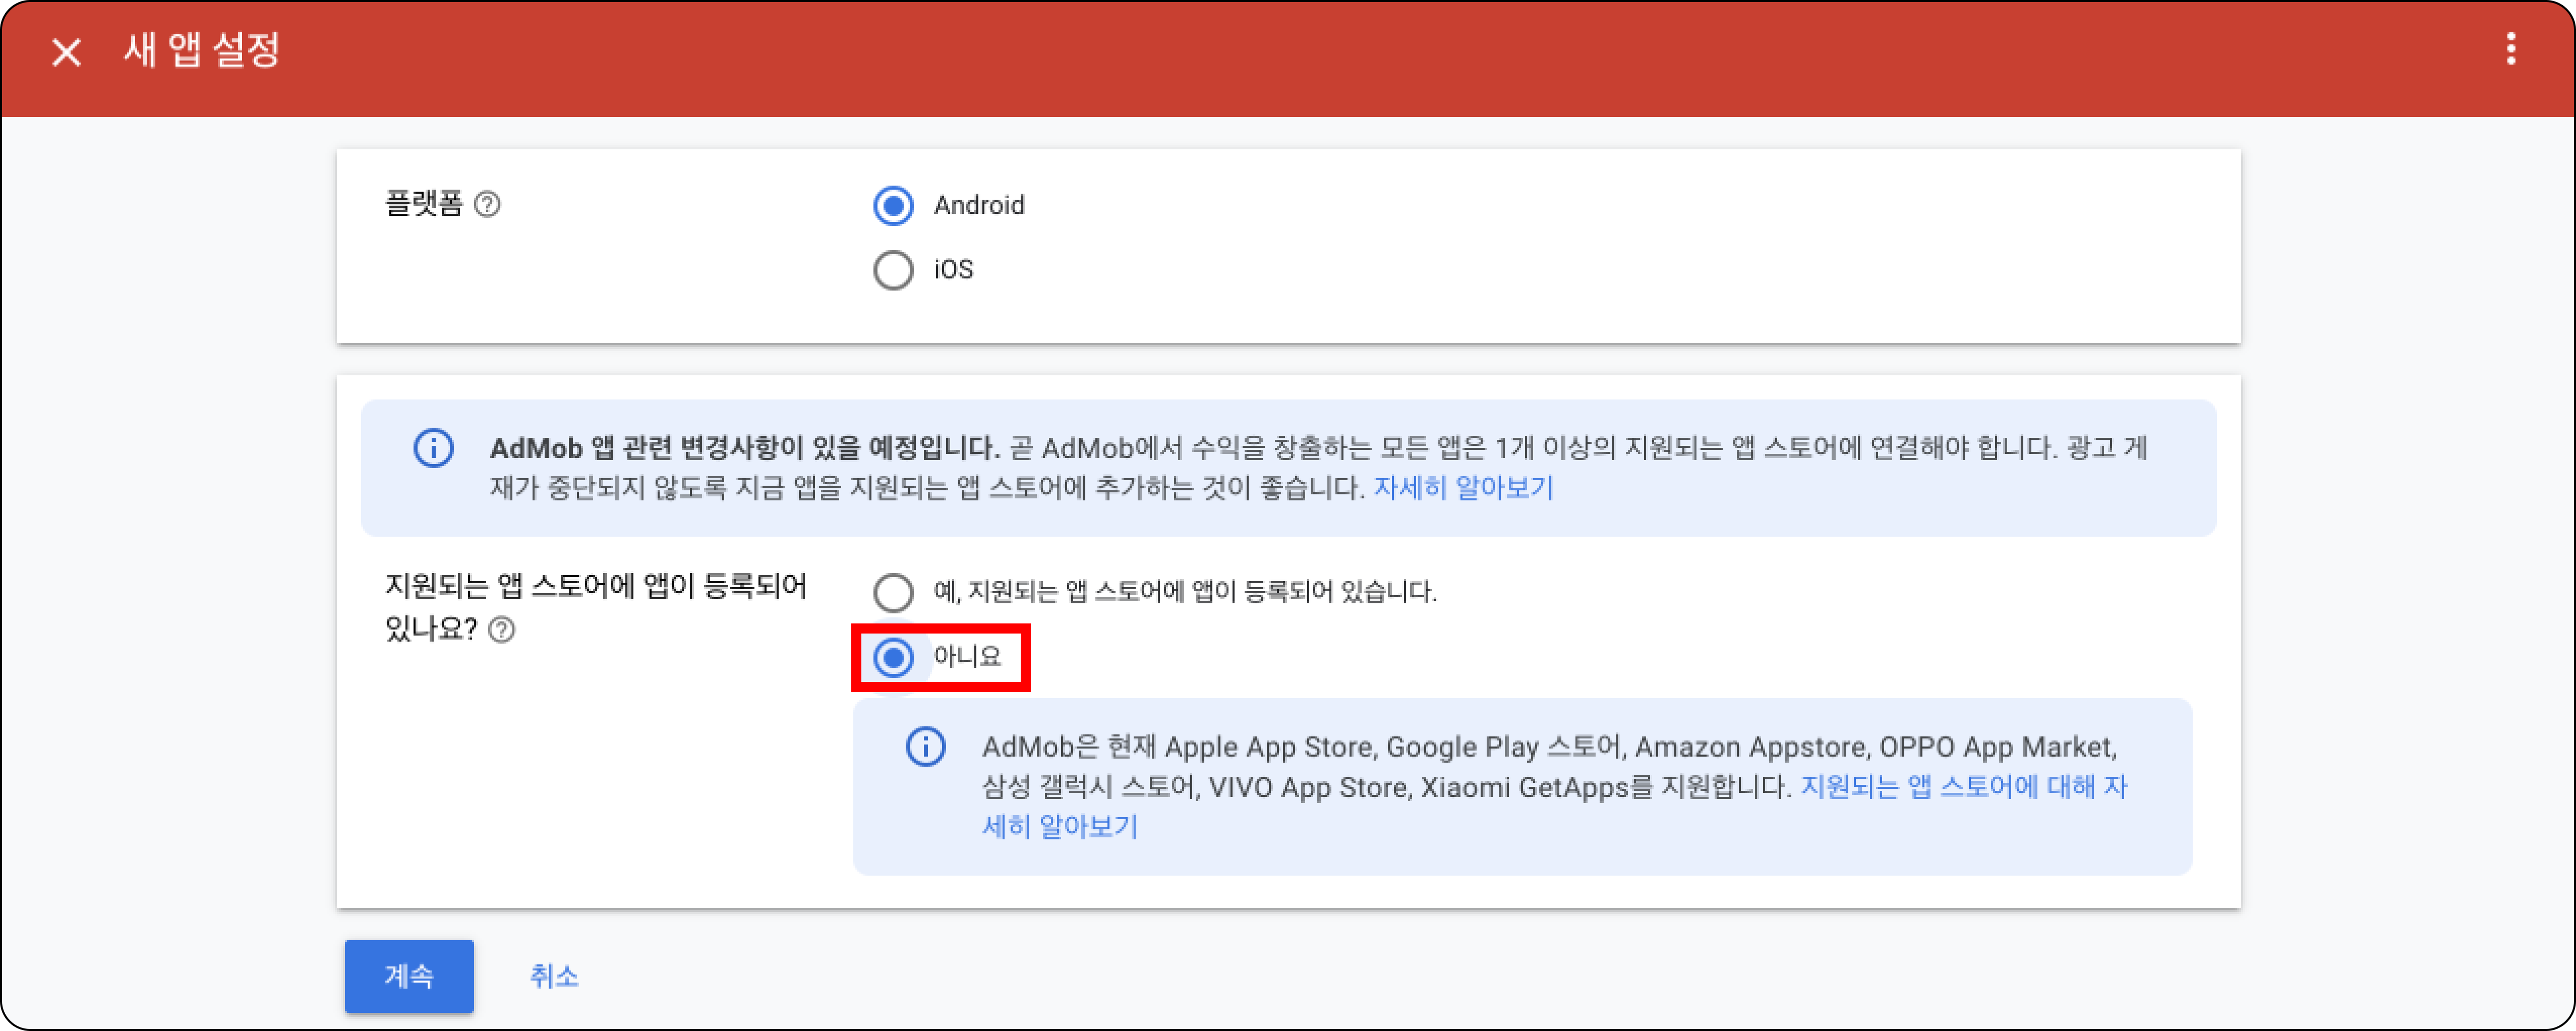 새 앱 설정
플랫폼
Android
iOS
AdMob 앱 관련 변경사항이 있을 예정입니다. 곧 AdMob에서 수익을 창출하는 모든 앱은 1개 이상의 지원되는 앱 스토어에 연결해야 합니다. 광고 게
재가 중단되지 않도록 지금 앱을 지원되는 앱 스토어에 추가하는 것이 좋습니다. 자세히 알아보기
지원되는 앱 스토어에 앱이 등록되어
있나요?
예, 지원되는 앱 스토어에 앱이 등록되어 있습니다.
아니요
AdMob은 현재 Apple App Store, Google Play 스토어, Amazon Appstore, OPPO App Market,
삼성 갤럭시 스토어, VIVO App Store, Xiaomi GetApps를 지원합니다. 지원되는 앱 스토어에 대해 자
세히 알아보기
계속
취소